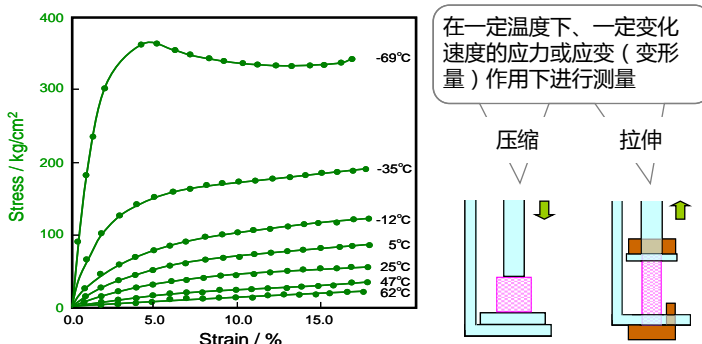 400
300
200
100
0
Stress / kg/cm2
0.0
5.0
10.0
15.0
Strain / %
-69°C
-35°C
-12°C
5°C
25°C
47°C
62°C
在一定温度下、一定变化
速度的应力或应变（变形
量）作用下进行测量
压缩
拉伸